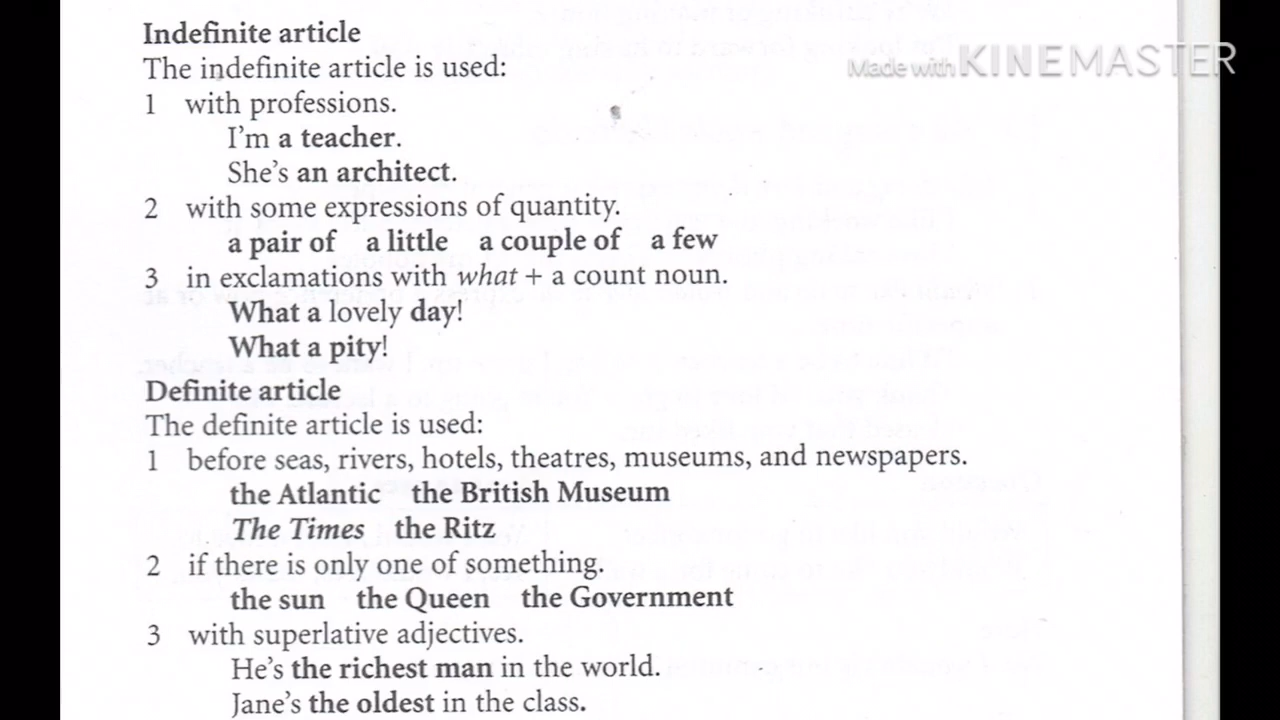 Indefinite article
Made with KINEMASTER
The indefinite article is used:
1 with professions.
I'm a teacher.
She's an architect.
2 with some expressions of quantity.
a pair of a little a couple of a few
3 in exclamations with what + a count noun.
What a lovely day!
What a pity!
Definite article
The definite article is used:
1 before seas, rivers, hotels, theatres, museums, and newspapers.
the Atlantic the British Museum
The Times the Ritz
2 if there is only one of something.
the sun the Queen the Government
3 with superlative adjectives.
He's the richest man in the world.
Jane's the oldest in the class.